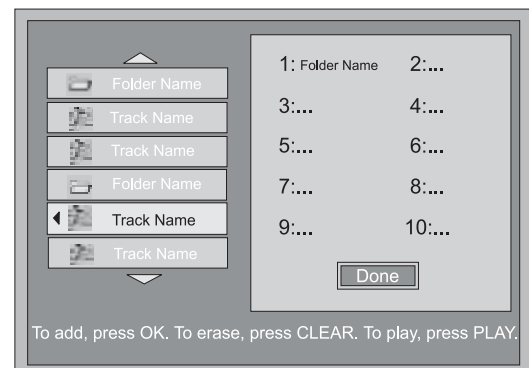 Folder Name
Track Name
Track Name
Folder Name
Track Name
Track Name
1: Folder Name 2:...
3:... 4:...
5:... 6:...
7:... 8:...
9:... 10:...
Done
To add, press OK. To erase, press CLEAR. To play, press PLAY.